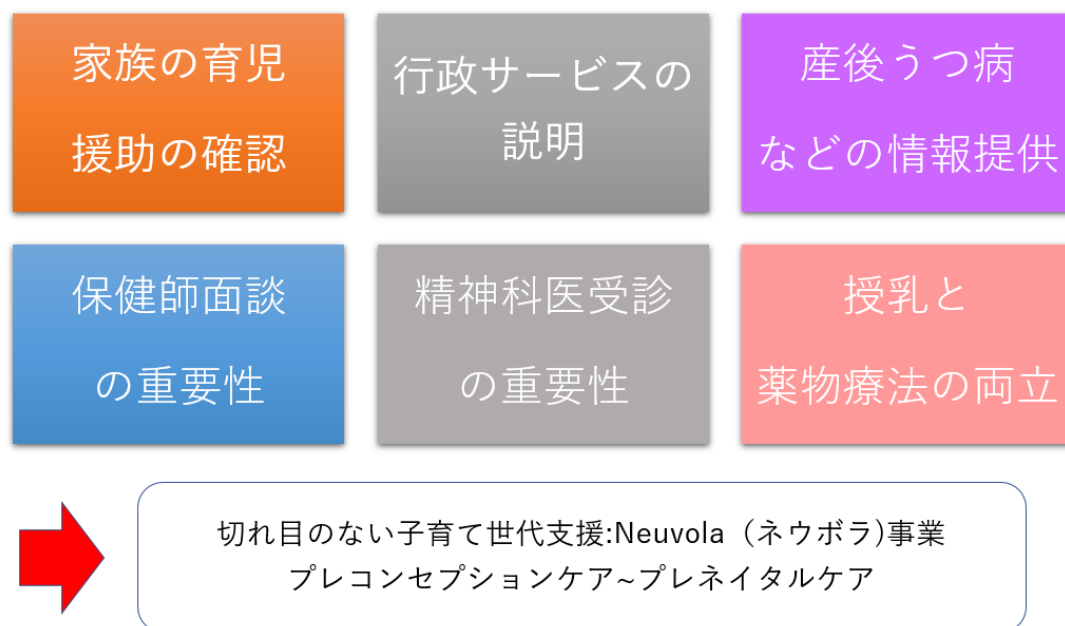 家族の育児
援助の確認
行政サービスの
説明
産後うつ病
などの情報提供
保健師面談
の重要性
精神科医受診
の重要性
授乳と
薬物療法の両立
切れ目のない子育て世代支援:Neuvola（ネウボラ)事業
プレコンセプションケア~プレネイタルケア